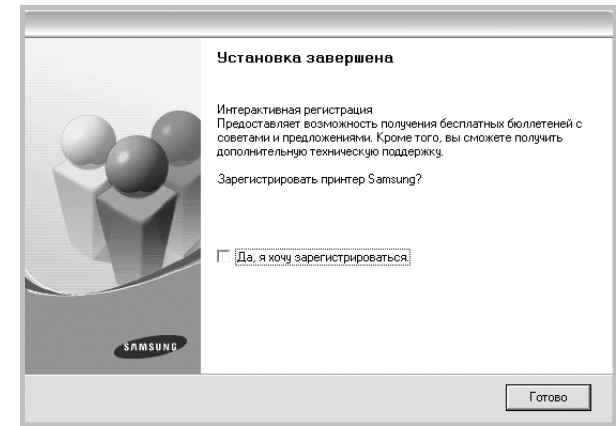 Установка завершена
Интерактивная регистрация
Предоставляет возможность получения бесплатных бюллетеней с
советами и предложениями. Кроме того, вы сможете получить
дополнительную техническую поддержку.
Зарегистрировать принтер Samsung?
Да, я хочу зарегистрироваться.
SAMSUNG
Готово